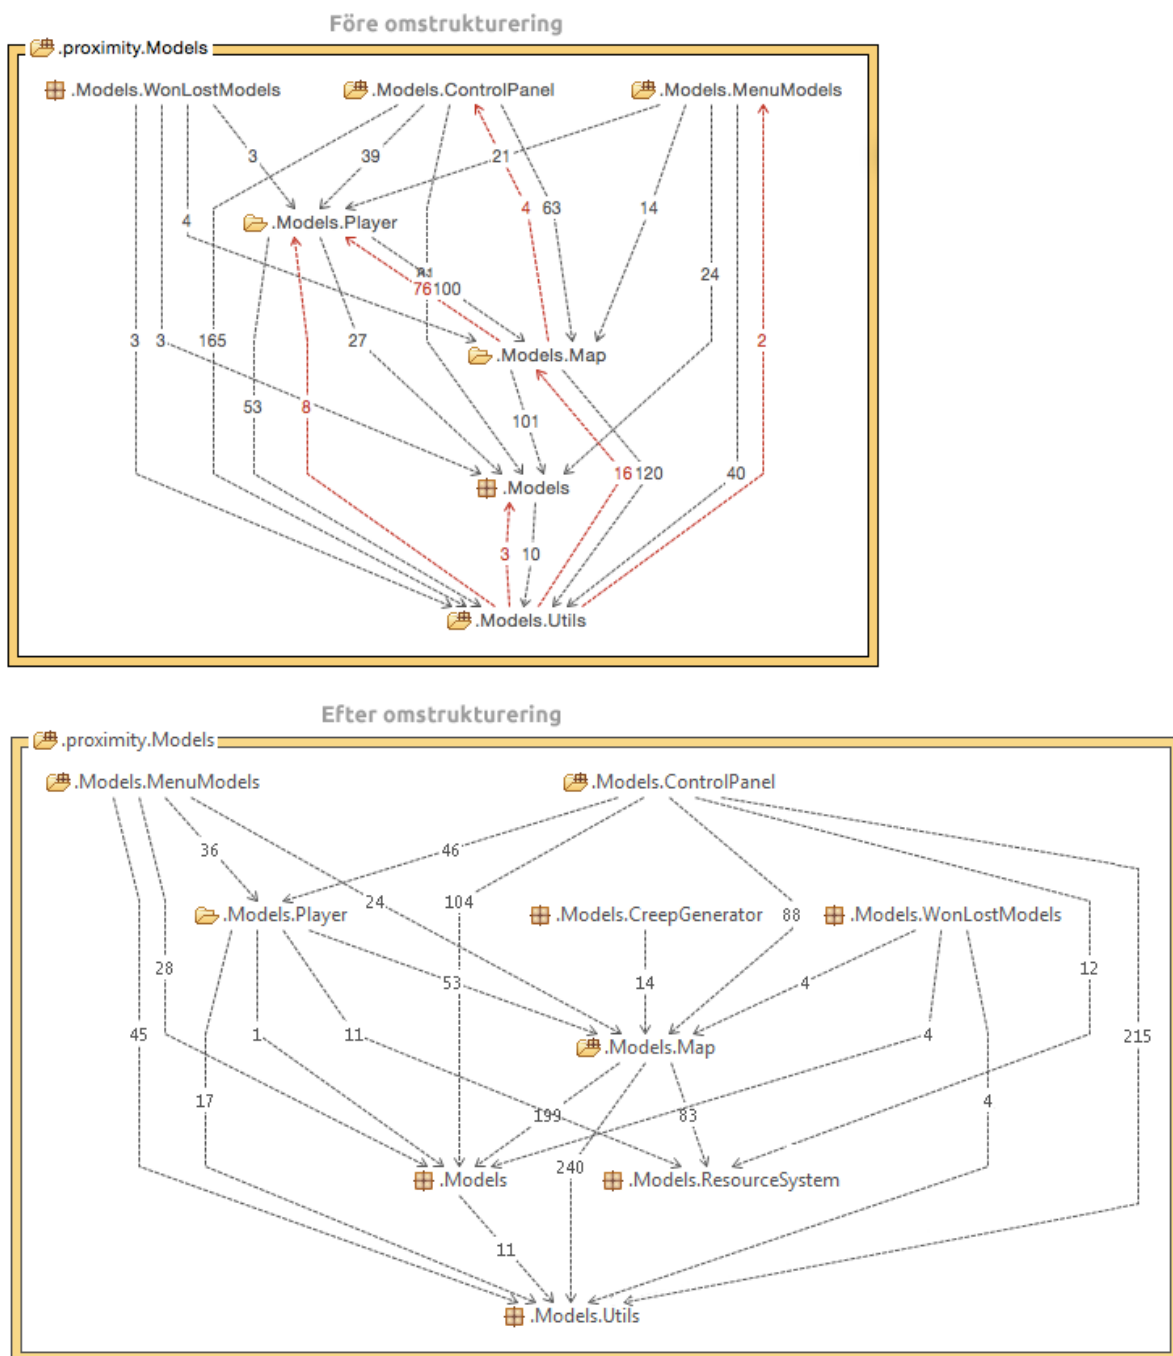 Före omstrukturering
.proximity.Models
.Models.WonLostModels .Models.ControlPanel .Models.MenuModels
3 39 21
4 4 63 14
.Models.Player
24
76 100
3 3 165 27 2
.Models.Map
53 8 101
16 120 40
.Models
3 10
.Models.Utils
Efter omstrukturering
.proximity.Models
.Models.MenuModels .Models.ControlPanel
36 46
24 104 88
.Models.Player .Models.CreepGenerator .Models.WonLostModels
28 53 14 4 12
45 1 11 4 215
.Models.Map
17 199 83 4
240
.Models .Models.ResourceSystem
11
.Models.Utils